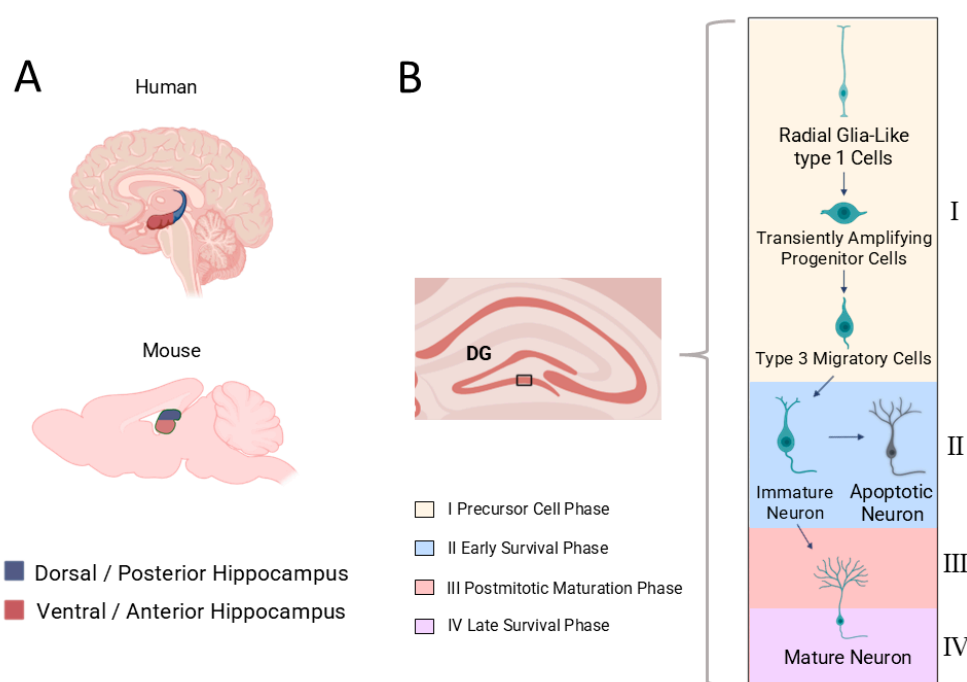 A
Human
Mouse
Dorsal / Posterior Hippocampus
Ventral / Anterior Hippocampus
B
DG
I Precursor Cell Phase
II Early Survival Phase
III Postmitotic Maturation Phase
IV Late Survival Phase
Radial Glia-Like
type 1 Cells
I
Transiently Amplifying
Progenitor Cells
Type 3 Migratory Cells
II
Immature
Neuron
Apoptotic
Neuron
III
IV
Mature Neuron